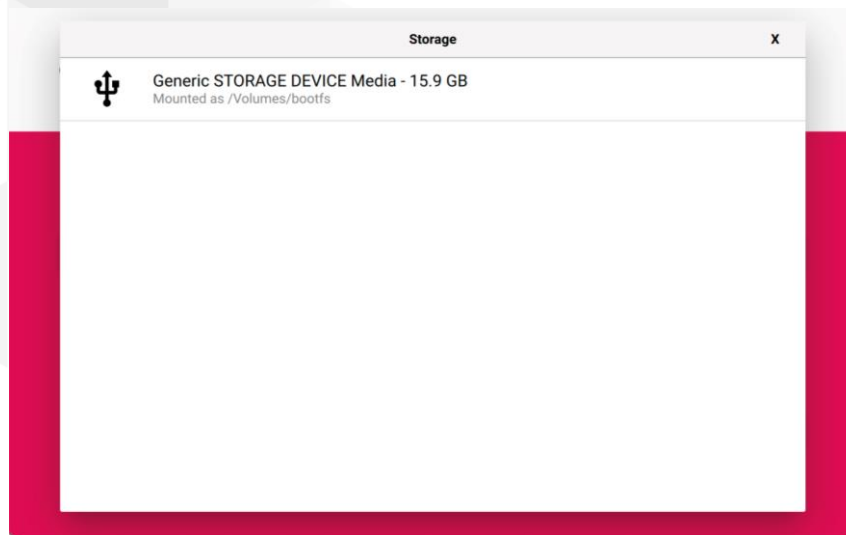 Storage
X
Generic STORAGE DEVICE Media - 15.9 GB
Mounted as /Volumes/bootfs